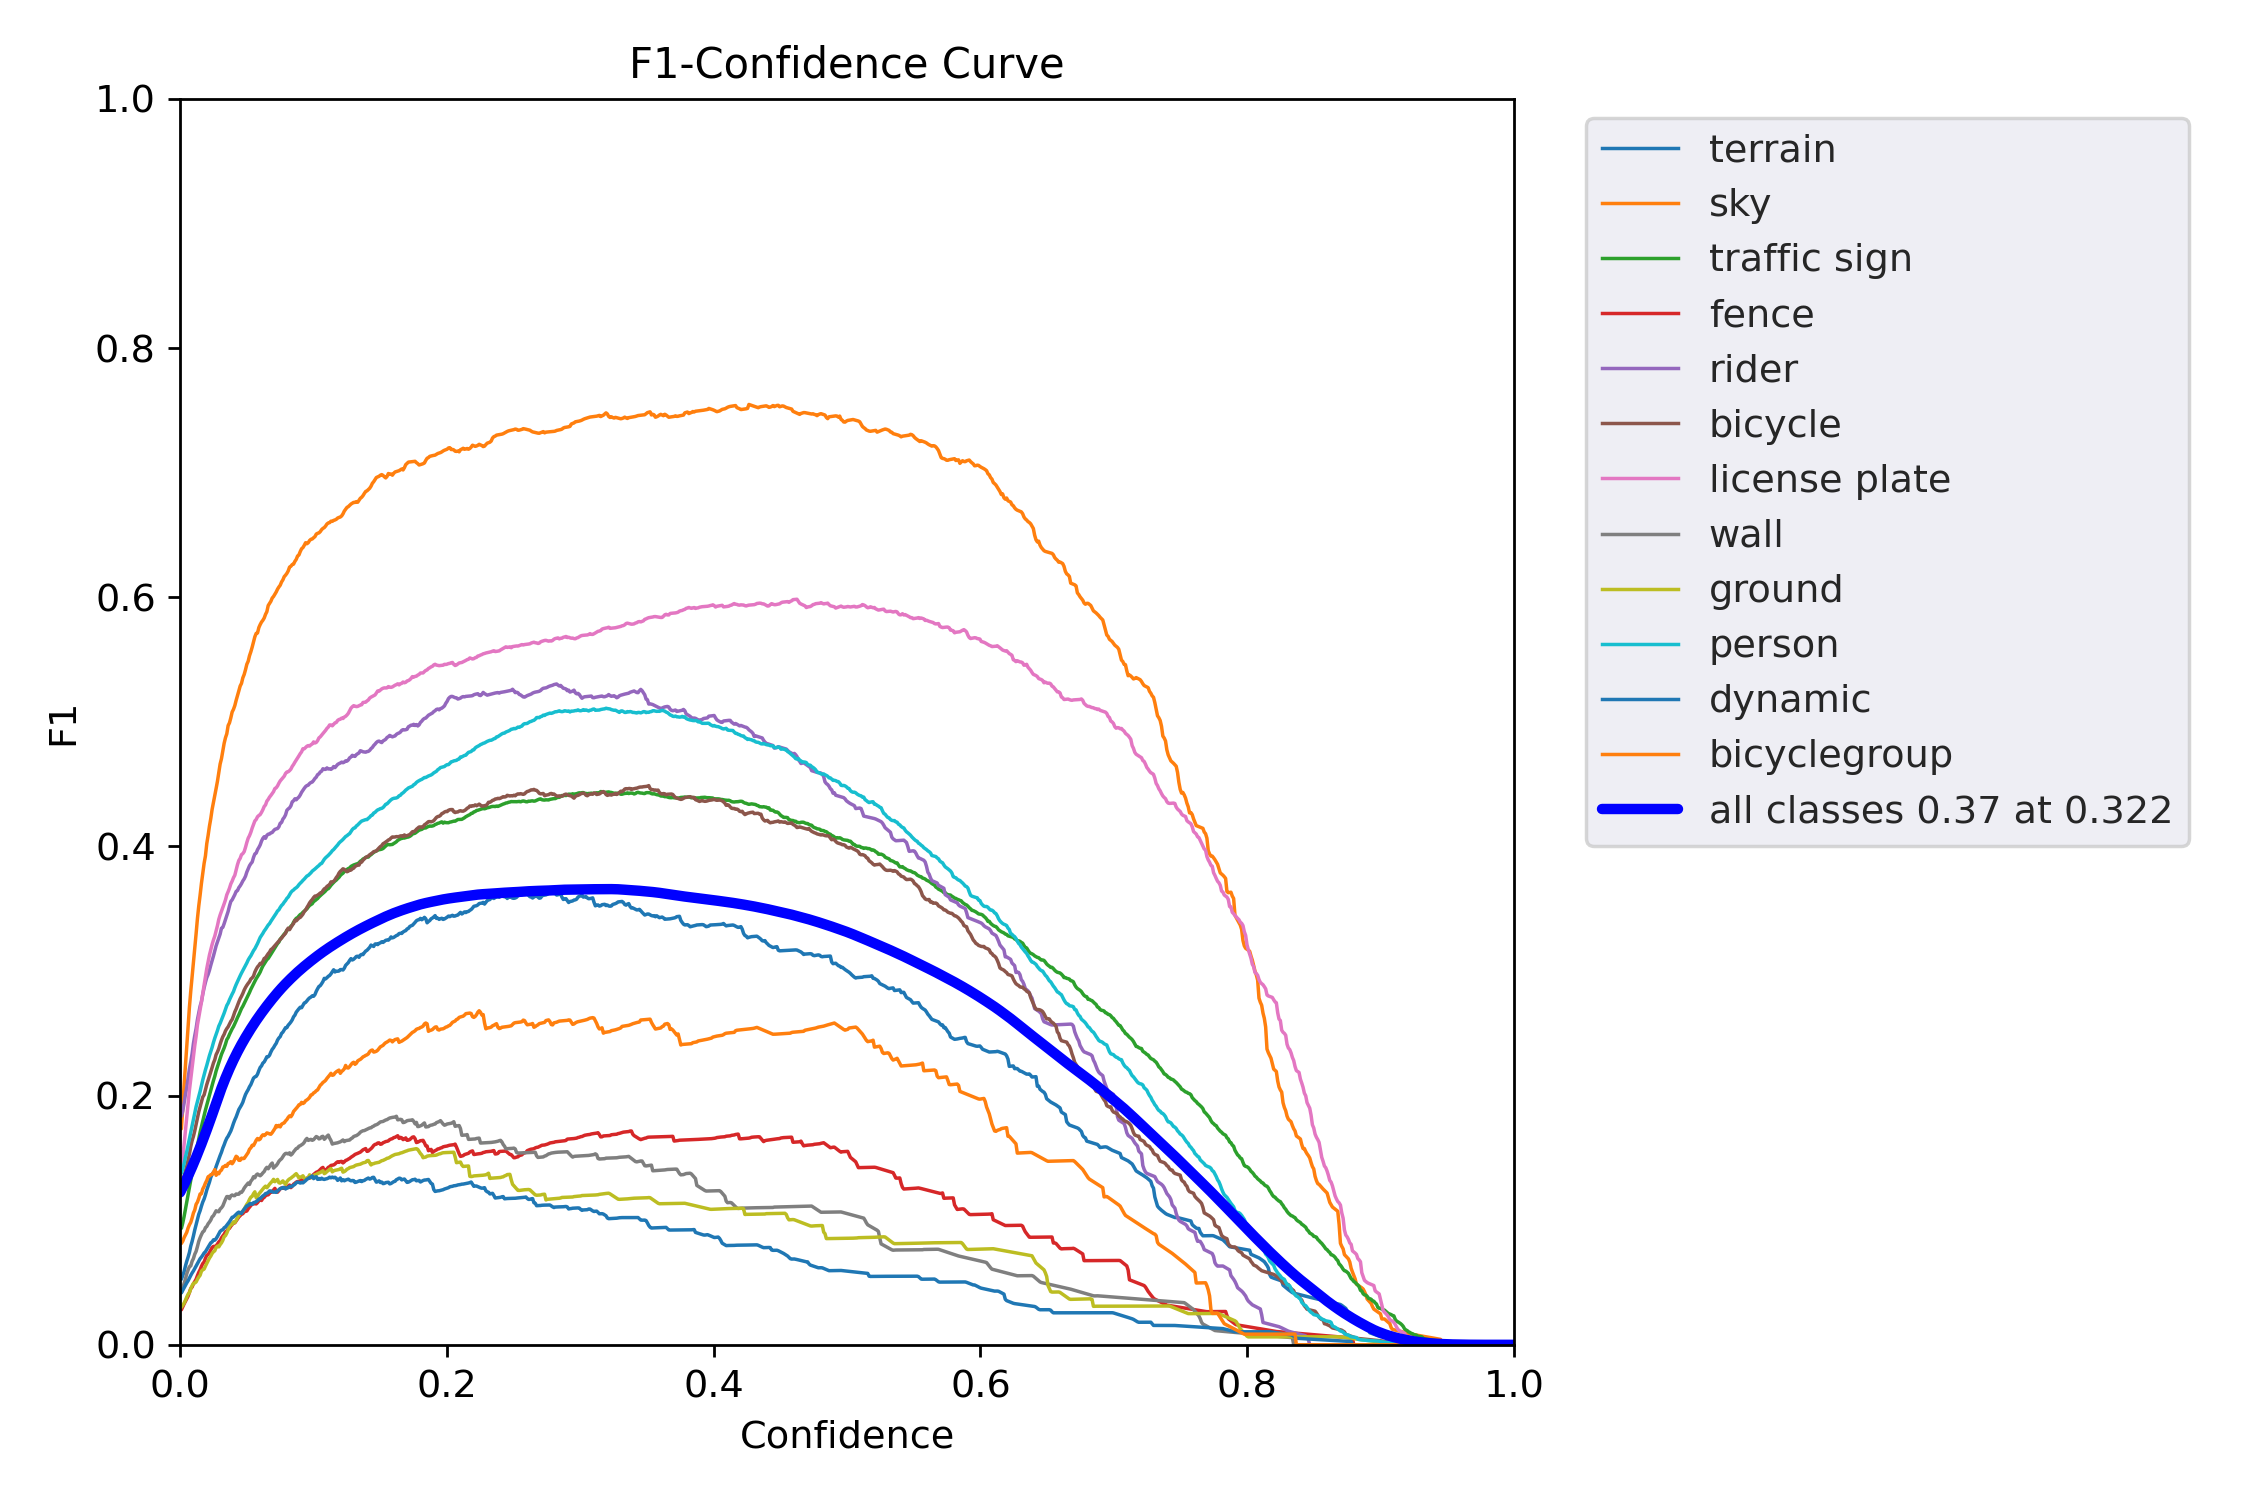 F1-Confidence Curve
1.0
0.8
0.6
0.4
0.2
0.0
F1
0.0 0.2 0.4 0.6 0.8 1.0
Confidence
terrain
sky
traffic sign
fence
rider
bicycle
license plate
wall
ground
person
dynamic
bicyclegroup
all classes 0.37 at 0.322